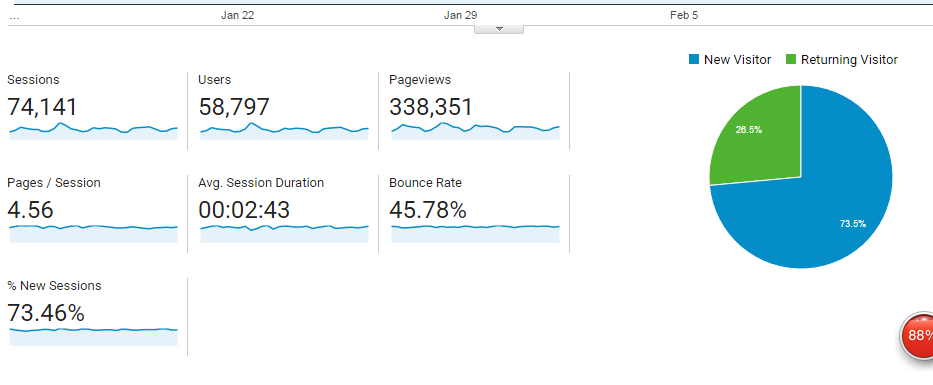 ... Jan 22 Jan 29 Feb 5
New Visitor Returning Visitor
Sessions Users Pageviews
74,141 58,797 338,351
26.5%
Pages / Session Avg. Session Duration Bounce Rate
4.56 00:02:43 45.78%
73.5%
% New Sessions
73.46%
88%